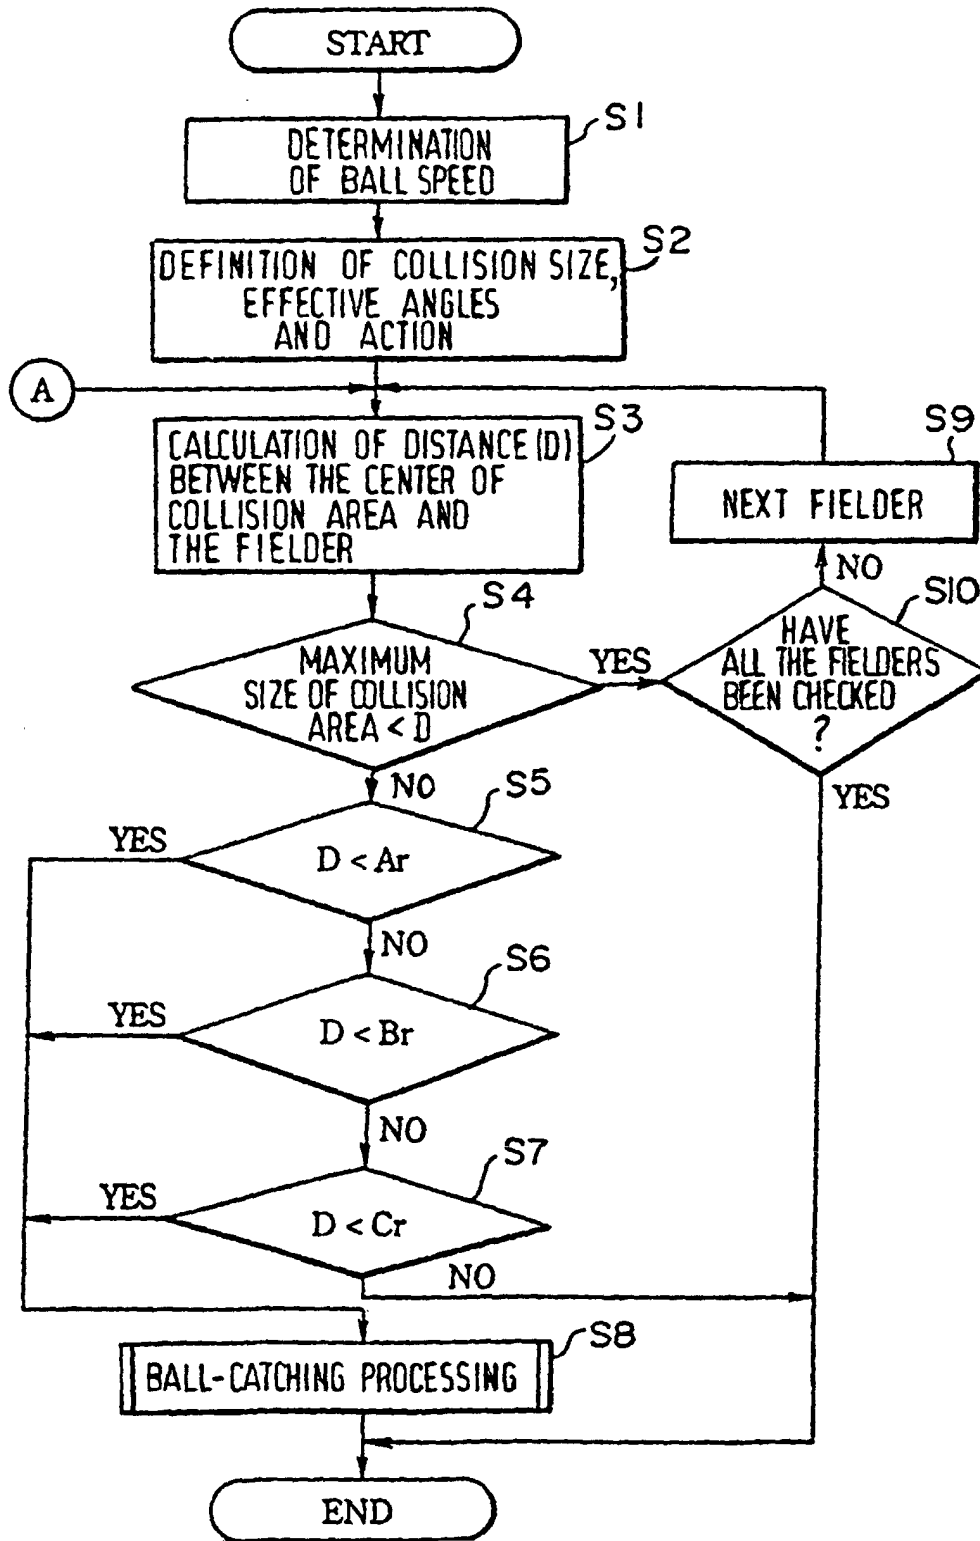 START
S1
DETERMINATION
OF BALL SPEED
S2
DEFINITION OF COLLISION SIZE,
EFFECTIVE ANGLES
AND ACTION
A
S3
CALCULATION OF DISTANCE (D)
BETWEEN THE CENTER OF
COLLISION AREA AND
THE FIELDER
S9
NEXT FIELDER
NO
S4
MAXIMUM
SIZE OF COLLISION
AREA < D
YES
S10
HAVE
ALL THE FIELDERS
BEEN CHECKED
?
YES
NO
S5
D < Ar
YES
NO
S6
D < Br
YES
NO
S7
D < Cr
YES
NO
S8
BALL-CATCHING PROCESSING
END